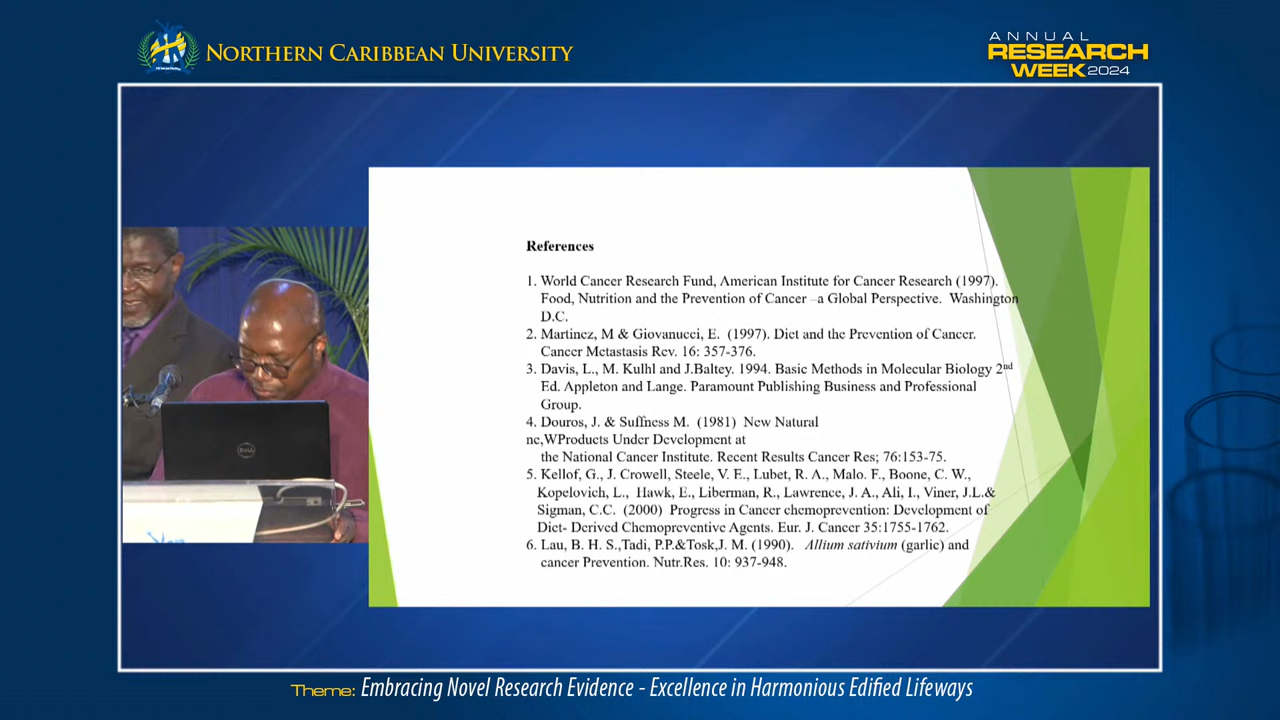 NORTHERN CARIBBEAN UNIVERSITY
ANNUAL
RESEARCH
WEEK 2024
References
1. World Cancer Research Fund, American Institute for Cancer Research (1997).
Food, Nutrition and the Prevention of Cancer –a Global Perspective. Washington
D.C.
2. Martinez, M & Giovanucci, E. (1997). Diet and the Prevention of Cancer.
Cancer Metastasis Rev. 16: 357-376.
3. Davis, L., M. Kulhl and J.Baltey. 1994. Basic Methods in Molecular Biology 2nd
Ed. Appleton and Lange. Paramount Publishing Business and Professional
Group.
4. Douros, J. & Suffness M. (1981) New Natural
ne,WProducts Under Development at
the National Cancer Institute. Recent Results Cancer Res; 76:153-75.
5. Kellof, G., J. Crowell, Steele, V. E., Lubet, R. A., Malo. F., Boone, C. W.,
Kopelovich, L., Hawk, E., Liberman, R., Lawrence, J. A., Ali, I., Viner, J.L.&
Sigman, C.C. (2000) Progress in Cancer chemoprevention: Development of
Diet- Derived Chemopreventive Agents. Eur. J. Cancer 35:1755-1762.
6. Lau, B. H. S.,Tadi, P.P.&Tosk,J. M. (1990). Allium sativium (garlic) and
cancer Prevention. Nutr.Res. 10: 937-948.
DELL
Theme: Embracing Novel Research Evidence - Excellence in Harmonious Edified Lifeways